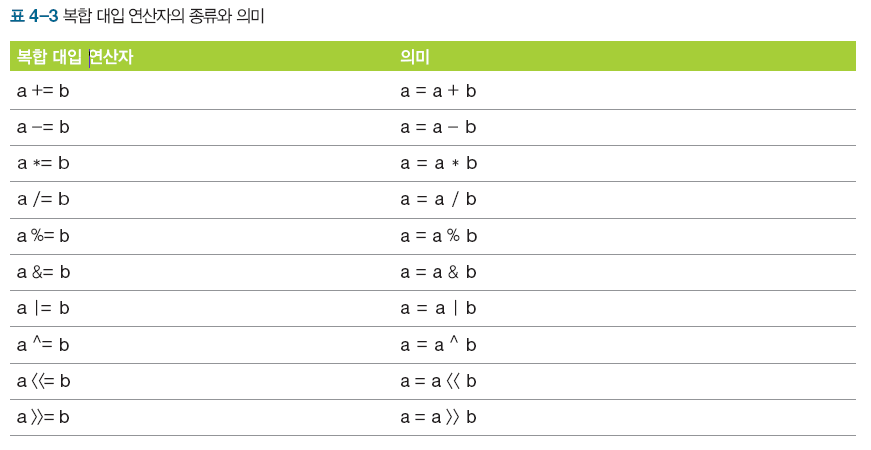 표 4-3 복합 대입 연산자의 종류와 의미
복합 대입 연산자 의미
a += b a = a + b
a -= b a = a - b
a *= b a = a * b
a /= b a = a / b
a %= b a = a % b
a &= b a = a & b
a |= b a = a | b
a ^= b a = a ^ b
a 《= b a = a 《 b
a 》= b a = a 》 b